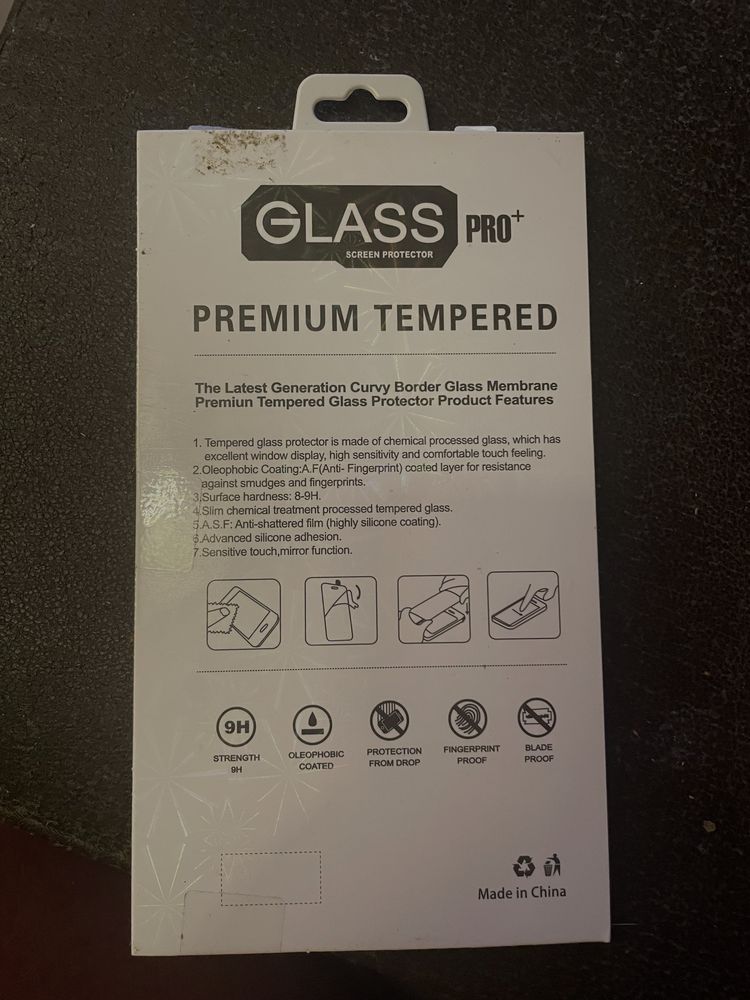 GLASS PRO+
SCREEN PROTECTOR
PREMIUM TEMPERED
The Latest Generation Curvy Border Glass Membrane
Premiun Tempered Glass Protector Product Features
1. Tempered glass protector is made of chemical processed glass, which has
excellent window display, high sensitivity and comfortable touch feeling.
2.Oleophobic Coating:A.F(Anti- Fingerprint) coated layer for resistance
against smudges and fingerprints.
3.Surface hardness: 8-9H.
4.Slim chemical treatment processed tempered glass.
5.A.S.F: Anti-shattered film (highly silicone coating).
6.Advanced silicone adhesion.
7.Sensitive touch,mirror function.
9H
STRENGTH
9H
OLEOPHOBIC
COATED
PROTECTION
FROM DROP
FINGERPRINT
PROOF
BLADE
PROOF
Made in China